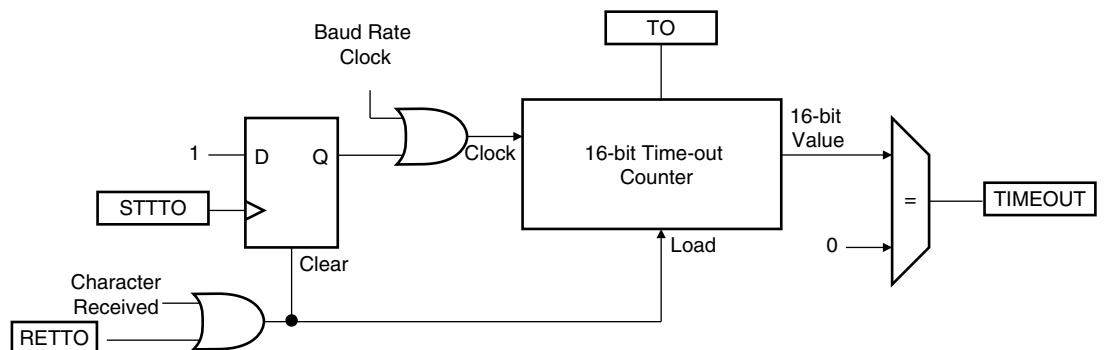 TO
Baud Rate
Clock
16-bit
Value
1
D
Q
Clock
16-bit Time-out
Counter
STTTO
=
TIMEOUT
Clear
Load
0
Character
Received
RETTO